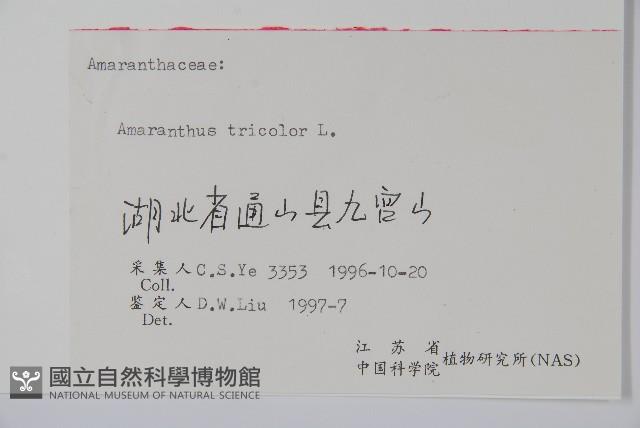 Amaranthaceae:
Amaranthus tricolor L.
湖北省通山县九宫山
采集人 C.S.Ye 3353 1996-10-20
Coll.
鉴定人 D.W.Liu 1997-7
Det.
江苏省
中国科学院 植物研究所(NAS)
國立自然科學博物館
NATIONAL MUSEUM OF NATURAL SCIENCE